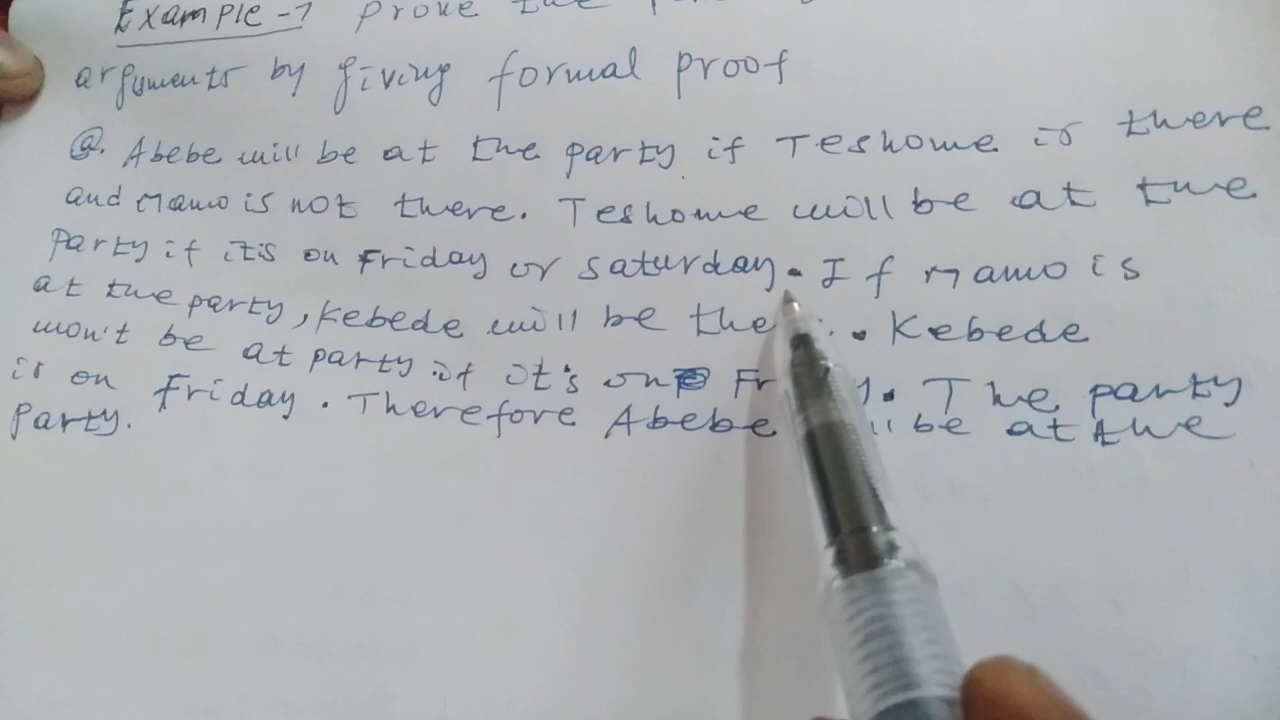 Example-1 prove the
arguments by giving formal proof
@. Abebe will be at the party if Teshome is there
and Mamo is not there. Teshome will be at the
party if it's on Friday or Saturday. If Mamo is
at the party, Kebede will be the . Kebede
won't be at party if it's on Fr y. The party
is on Friday. Therefore Abebe ll be at the
Party.